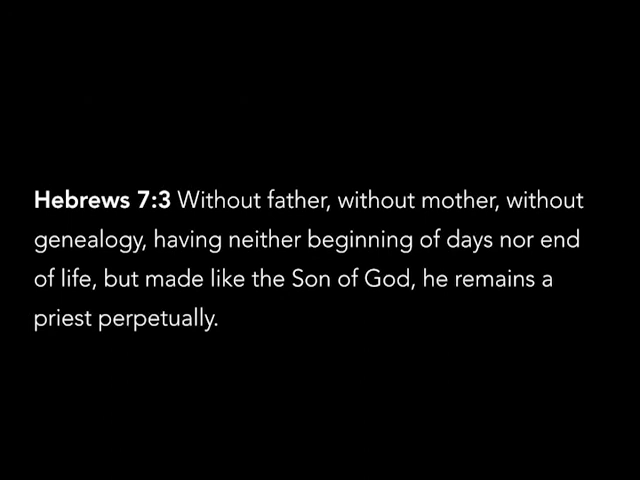 Hebrews 7:3 Without father, without mother, without
genealogy, having neither beginning of days nor end
of life, but made like the Son of God, he remains a
priest perpetually.